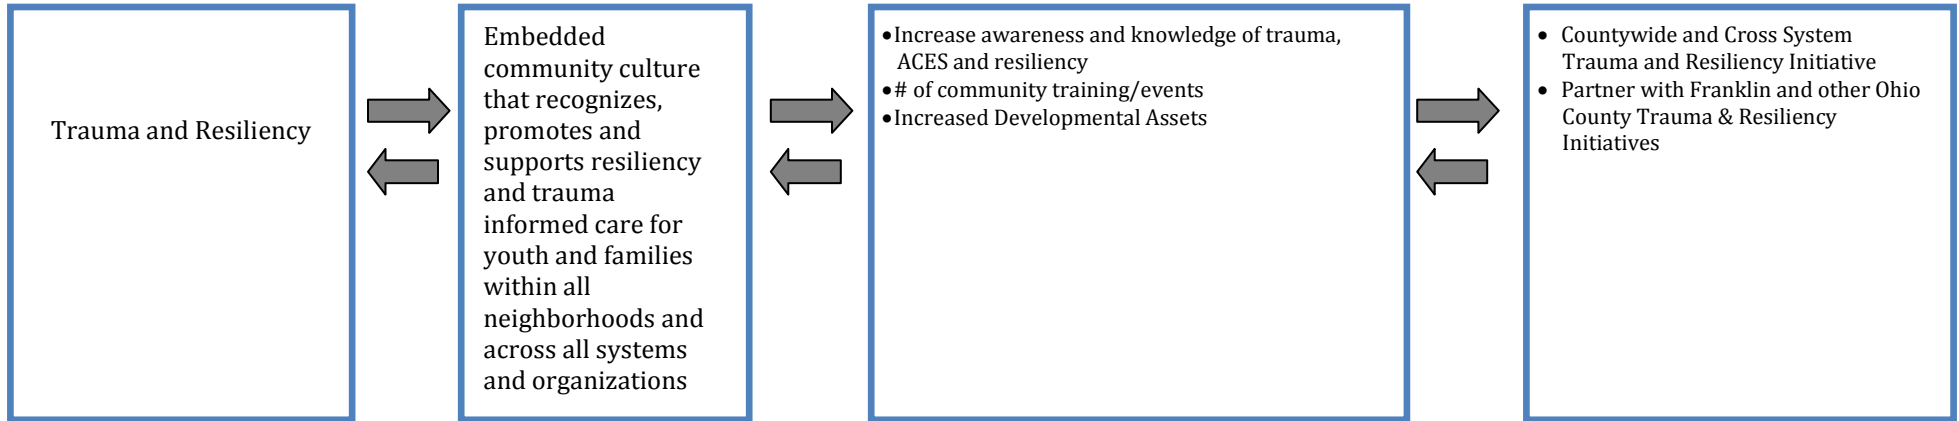 Trauma and Resiliency
Embedded
community culture
that recognizes,
promotes and
supports resiliency
and trauma
informed care for
youth and families
within all
neighborhoods and
across all systems
and organizations
•Increase awareness and knowledge of trauma,
ACES and resiliency
•# of community training/events
•Increased Developmental Assets
• Countywide and Cross System
Trauma and Resiliency Initiative
• Partner with Franklin and other Ohio
County Trauma & Resiliency
Initiatives